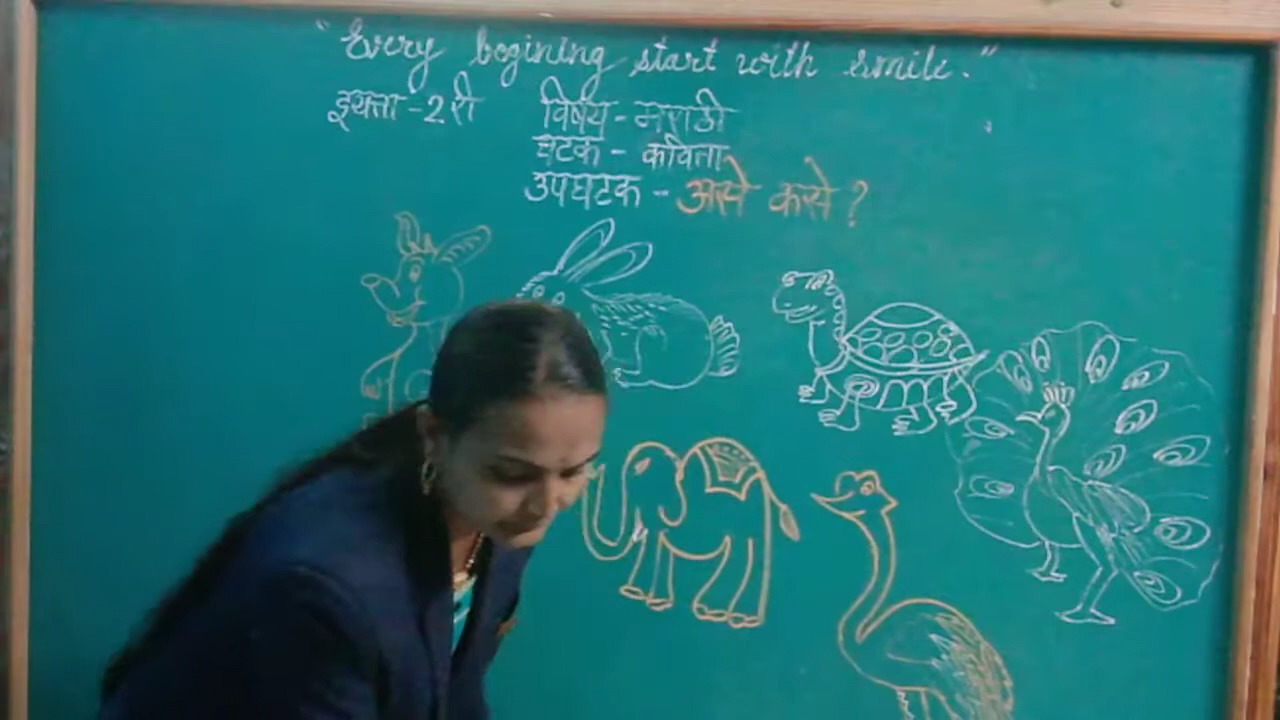 "Every begining start with smile."
इयत्ता - 2 री विषय - मराठी
घटक - कविता
उपघटक - असे कसे ?